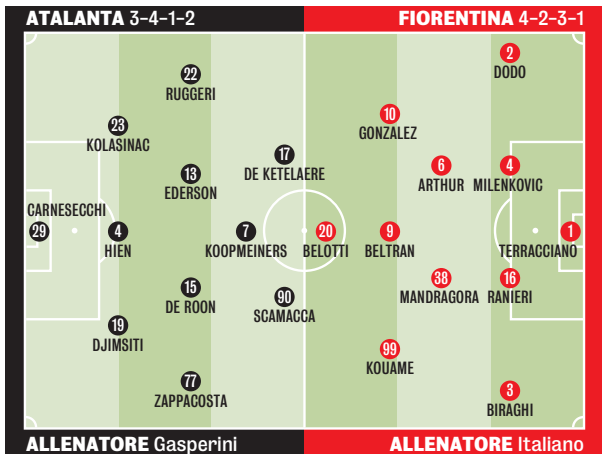 ATALANTA 3-4-1-2
FIORENTINA 4-2-3-1
2
DODO
22
RUGGERI
10
GONZALEZ
23
KOLASINAC
17
DE KETELAERE
6
ARTHUR
4
MILENKOVIC
13
EDERSON
CARNESECCHI
29
4
HIEN
7
KOOPMEINERS
20
BELOTTI
9
BELTRAN
1
TERRACCIANO
15
DE ROON
90
SCAMACCA
38
MANDRAGORA
16
RANIERI
19
DJIMSITI
99
KOUAME
77
ZAPPACOSTA
3
BIRAGHI
ALLENATORE Gasperini
ALLENATORE Italiano